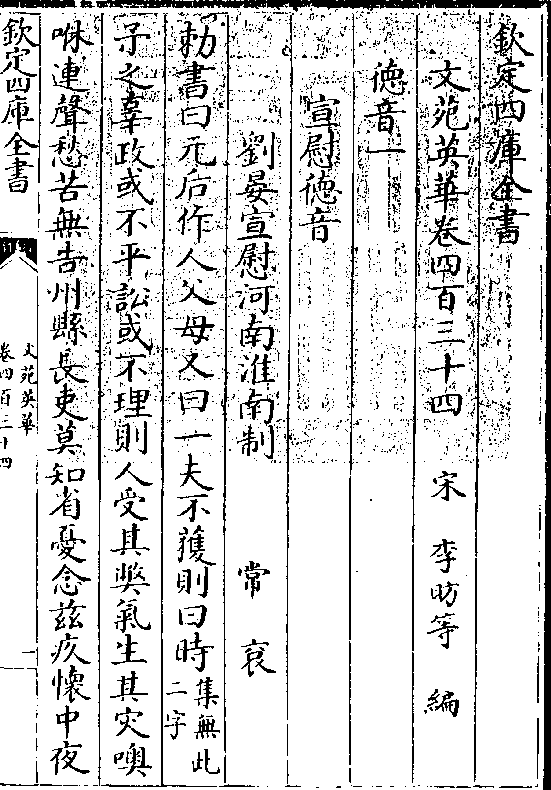 欽定四庫全書
文苑英華卷四百三十四　宋　李昉等　編
德音一
宣慰德音
劉晏宣慰河南淮南制　常袞
勅書曰元后作人父母又曰一夫不獲則曰時集無此二字
予之辜政或不平訟或不理則人受其獘氣生其灾噢
咻連聲愁苦無告州縣長吏莫知省憂念兹疚懷中夜
欽定四庫全書
文苑英華
卷四百三十四
一